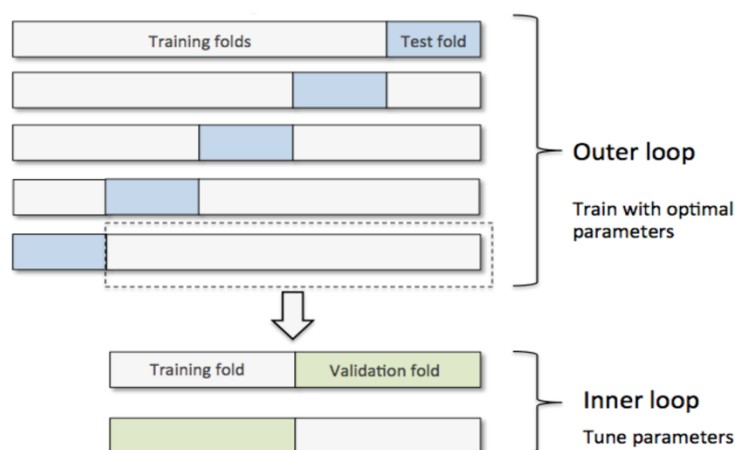 Training folds
Test fold
Outer loop
Train with optimal
parameters
Training fold
Validation fold
Inner loop
Tune parameters